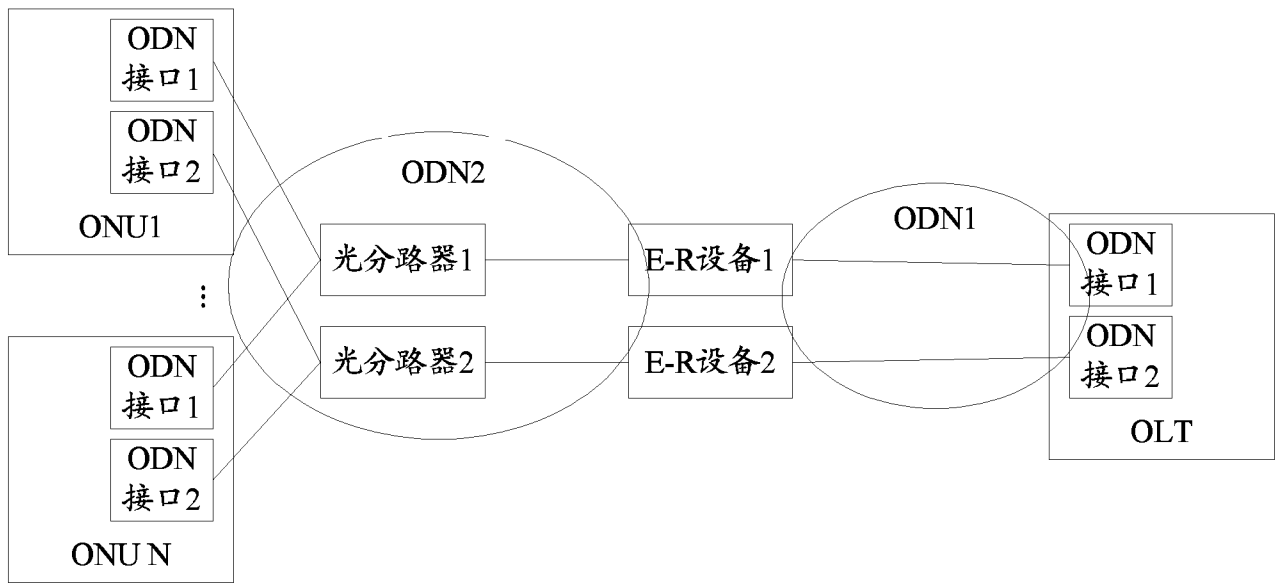 ODN
接口1
ODN
接口2
ONU1
⋮
ODN
接口1
ODN
接口2
ONU N
ODN2
光分路器1
光分路器2
E-R设备1
E-R设备2
ODN1
ODN
接口1
ODN
接口2
OLT